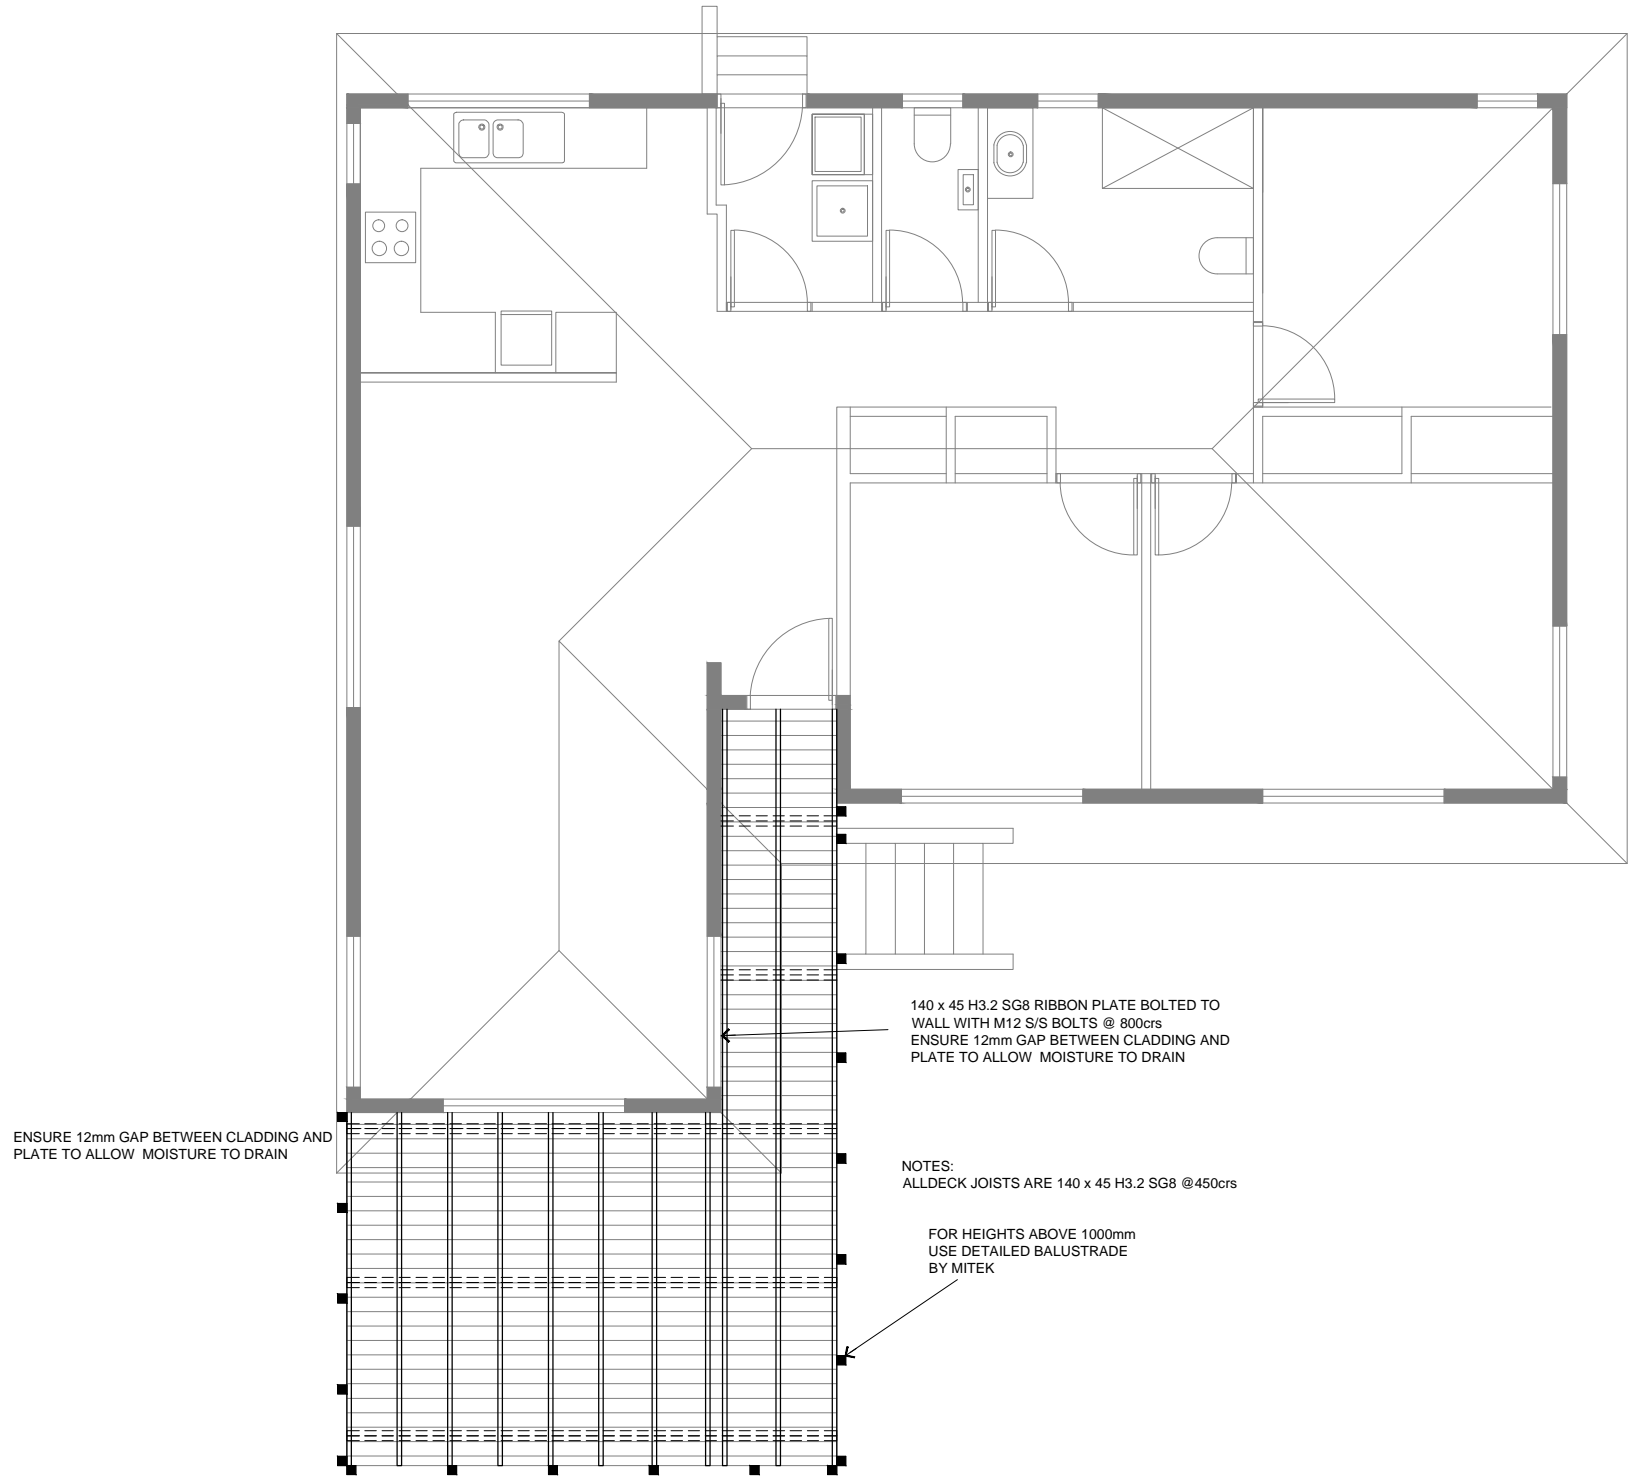 140 x 45 H3.2 SG8 RIBBON PLATE BOLTED TO
WALL WITH M12 S/S BOLTS @ 800crs
ENSURE 12mm GAP BETWEEN CLADDING AND
PLATE TO ALLOW MOISTURE TO DRAIN
ENSURE 12mm GAP BETWEEN CLADDING AND
PLATE TO ALLOW MOISTURE TO DRAIN
NOTES:
ALLDECK JOISTS ARE 140 x 45 H3.2 SG8 @450crs
FOR HEIGHTS ABOVE 1000mm
USE DETAILED BALUSTRADE
BY MITEK